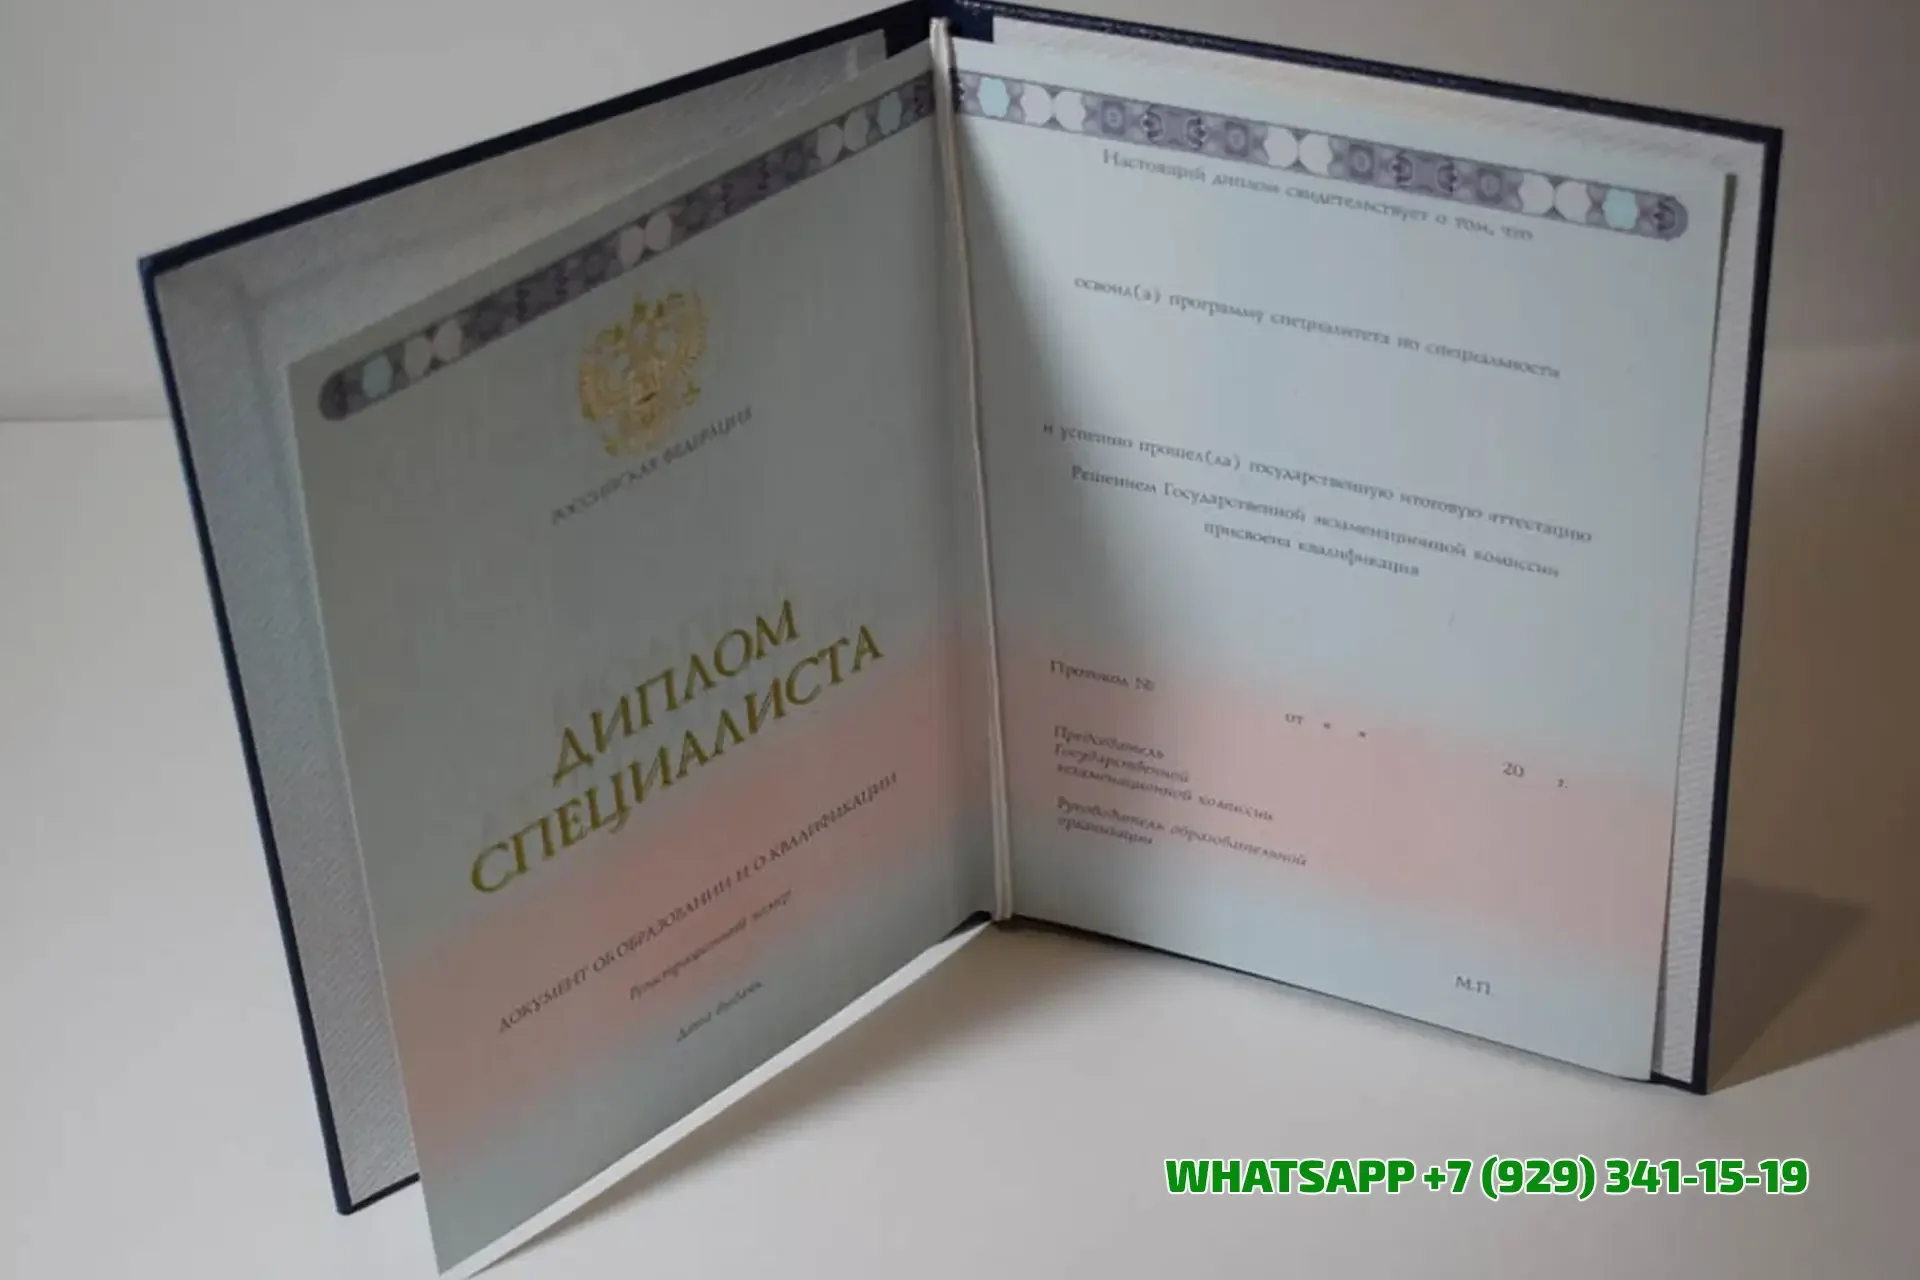 РОССИЙСКАЯ ФЕДЕРАЦИЯ
ДИПЛОМ
СПЕЦИАЛИСТА
ДОКУМЕНТ ОБ ОБРАЗОВАНИИ И О КВАЛИФИКАЦИИ
Регистрационный номер
Дата выдачи
Настоящий диплом свидетельствует о том, что
освоил(а) программу специалитета по специальности
и успешно прошел(ла) государственную итоговую аттестацию
Решением Государственной экзаменационной комиссии
присвоена квалификация
Протокол №
от « » 20 г.
Председатель
Государственной
экзаменационной комиссии
Руководитель образовательной
организации
М.П.
WHATSAPP +7 (929) 341-15-19